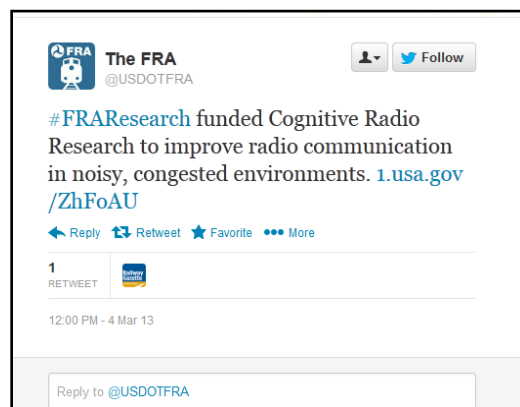 FRA
The FRA
@USDOTFRA
Follow
#FRAResearch funded Cognitive Radio
Research to improve radio communication
in noisy, congested environments. 1.usa.gov
/ZhFoAU
Reply Retweet Favorite More
1
RETWEET
Railway
Gazette
12:00 PM - 4 Mar 13
Reply to @USDOTFRA